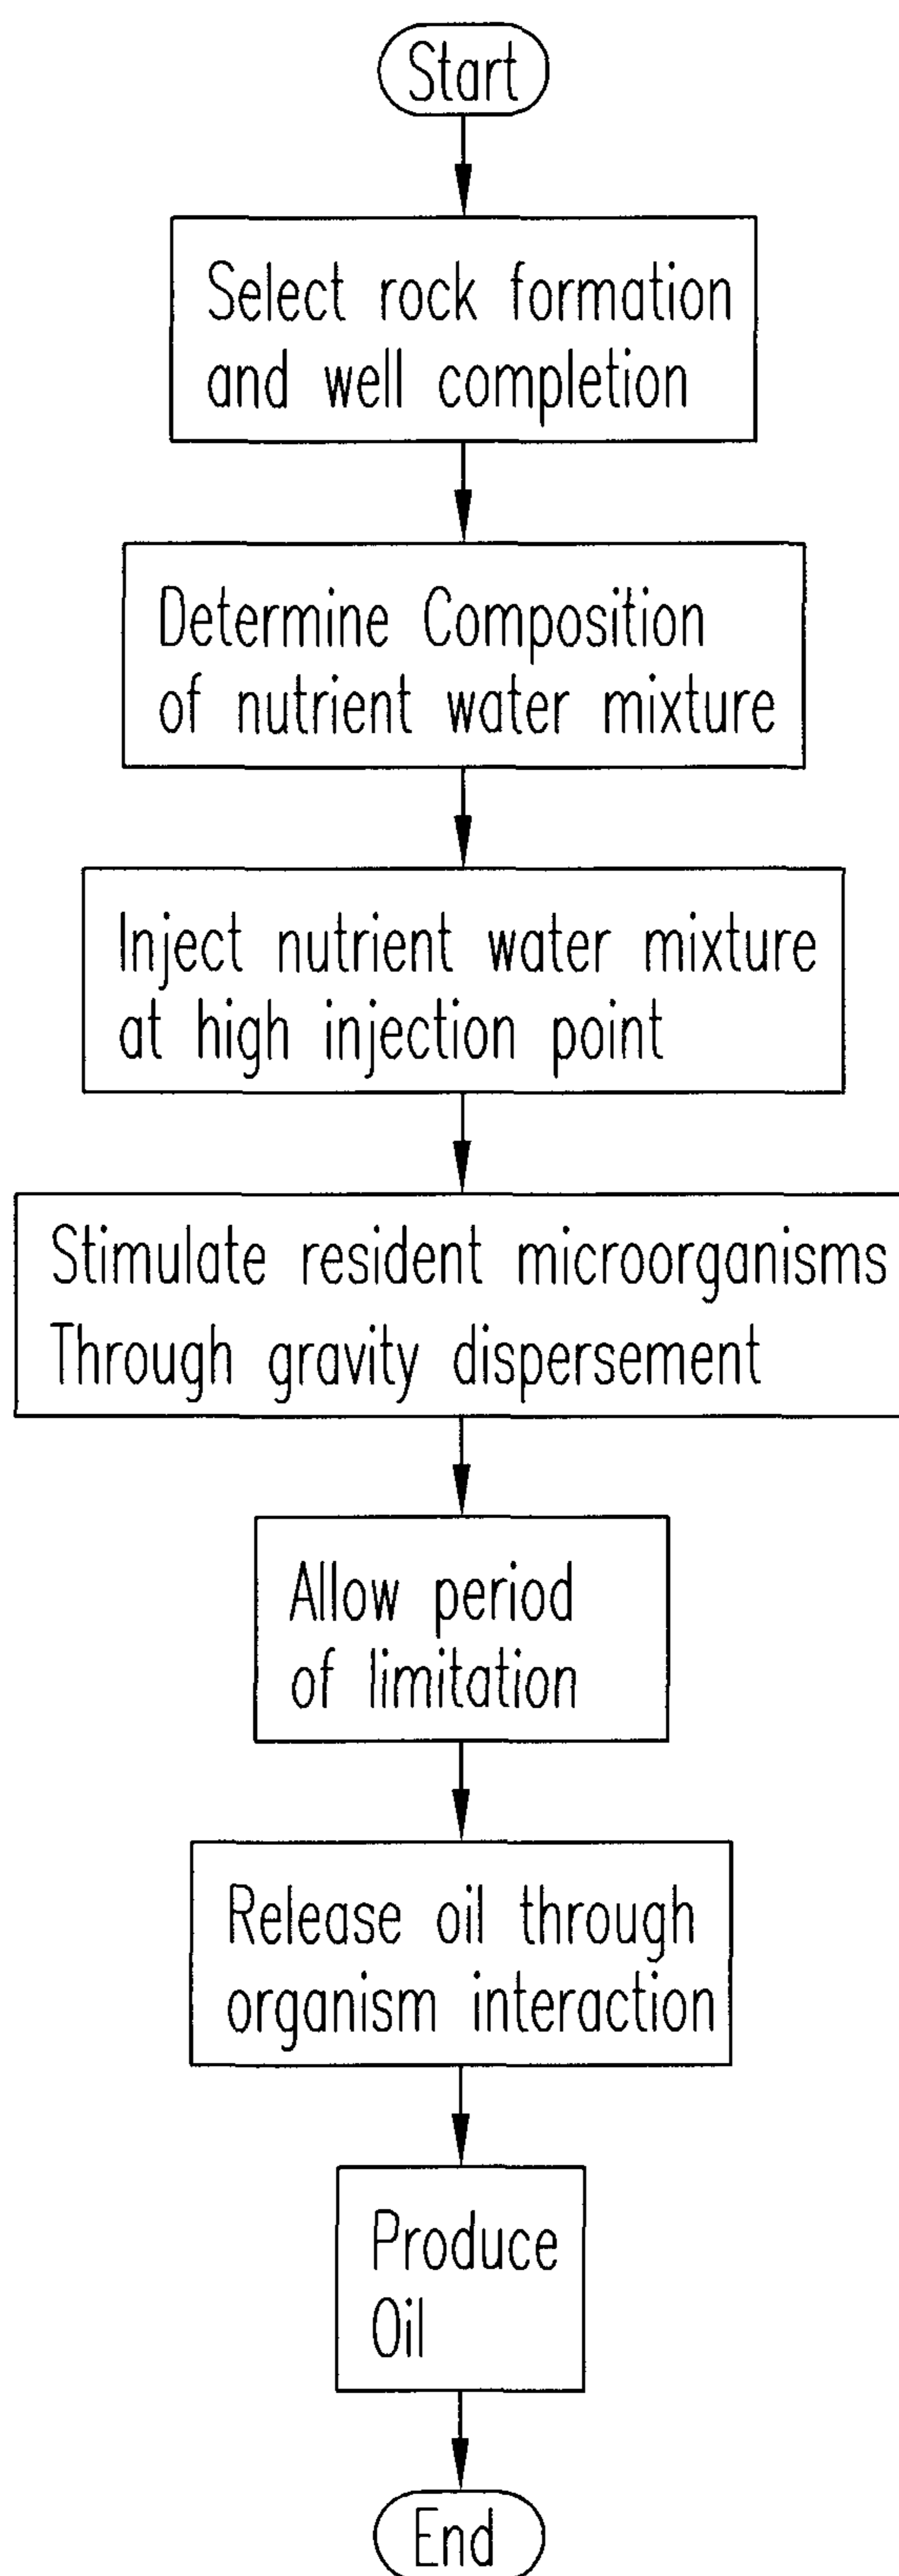 Start
Select rock formation
and well completion
Determine Composition
of nutrient water mixture
Inject nutrient water mixture
at high injection point
Stimulate resident microorganisms
Through gravity dispersement
Allow period
of limitation
Release oil through
organism interaction
Produce
Oil
End